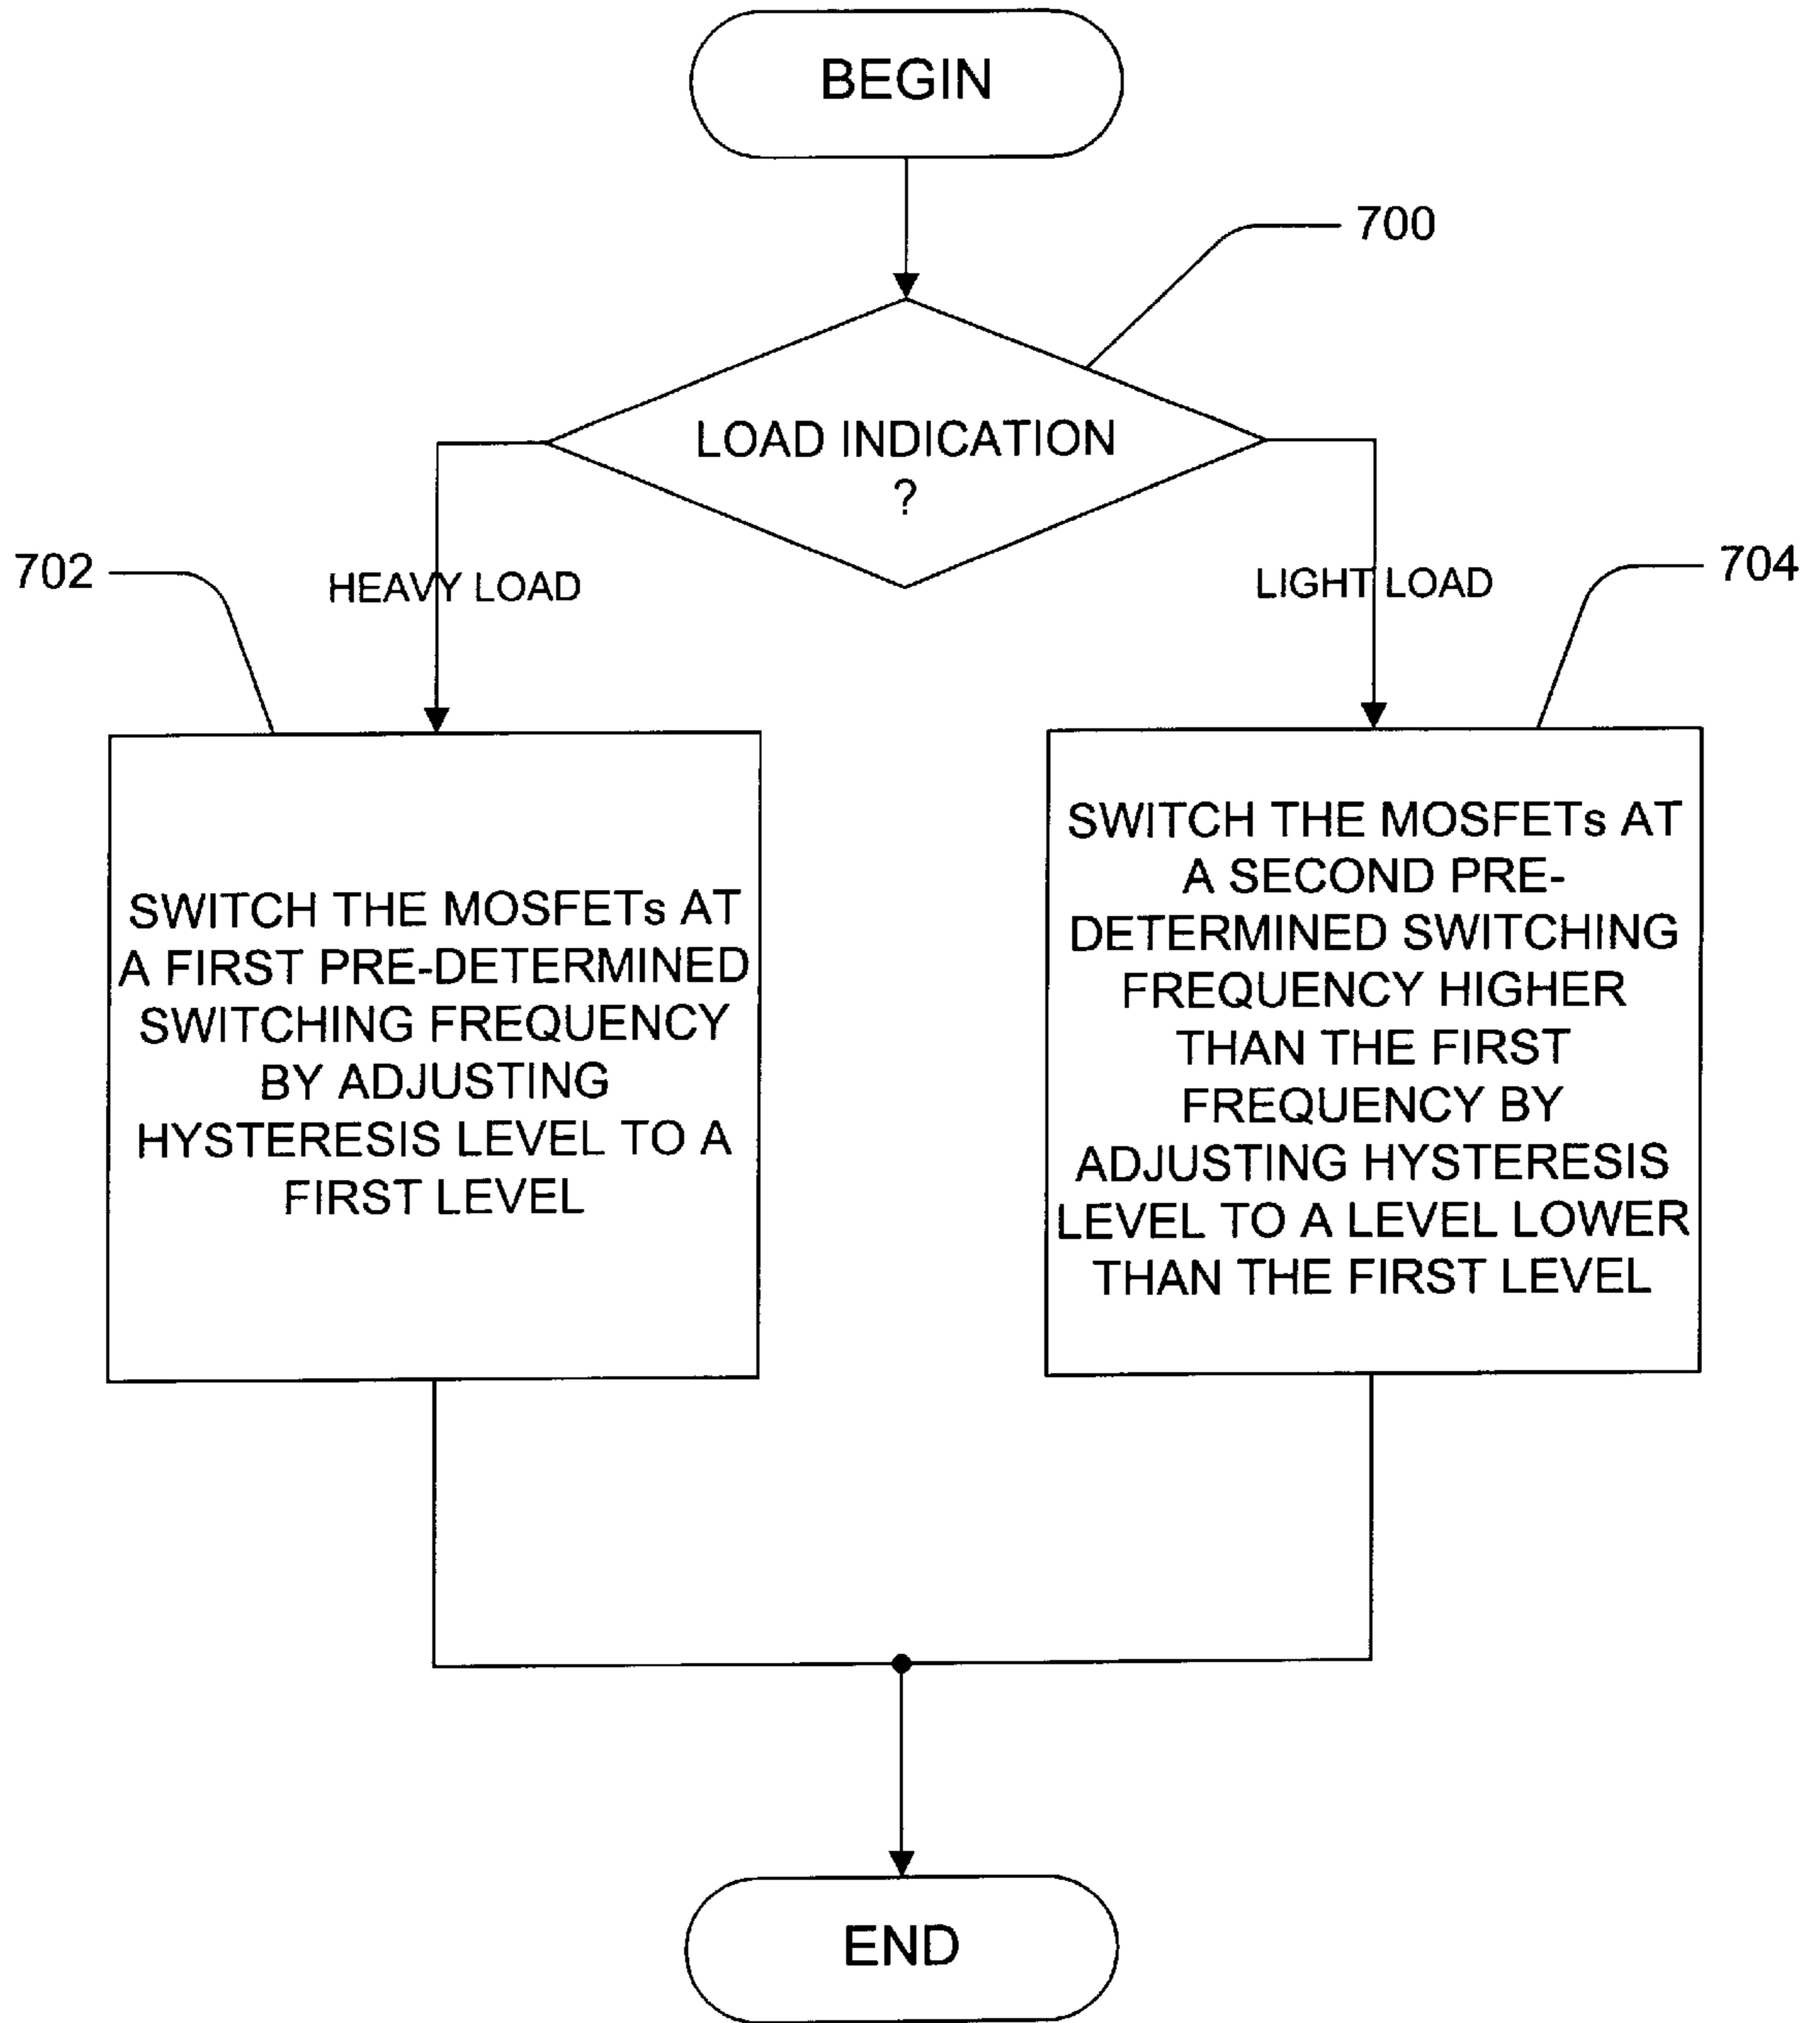 BEGIN
700
LOAD INDICATION
?
702
HEAVY LOAD
LIGHT LOAD
704
SWITCH THE MOSFETs AT
A FIRST PRE-DETERMINED
SWITCHING FREQUENCY
BY ADJUSTING
HYSTERESIS LEVEL TO A
FIRST LEVEL
SWITCH THE MOSFETs AT
A SECOND PRE-
DETERMINED SWITCHING
FREQUENCY HIGHER
THAN THE FIRST
FREQUENCY BY
ADJUSTING HYSTERESIS
LEVEL TO A LEVEL LOWER
THAN THE FIRST LEVEL
END